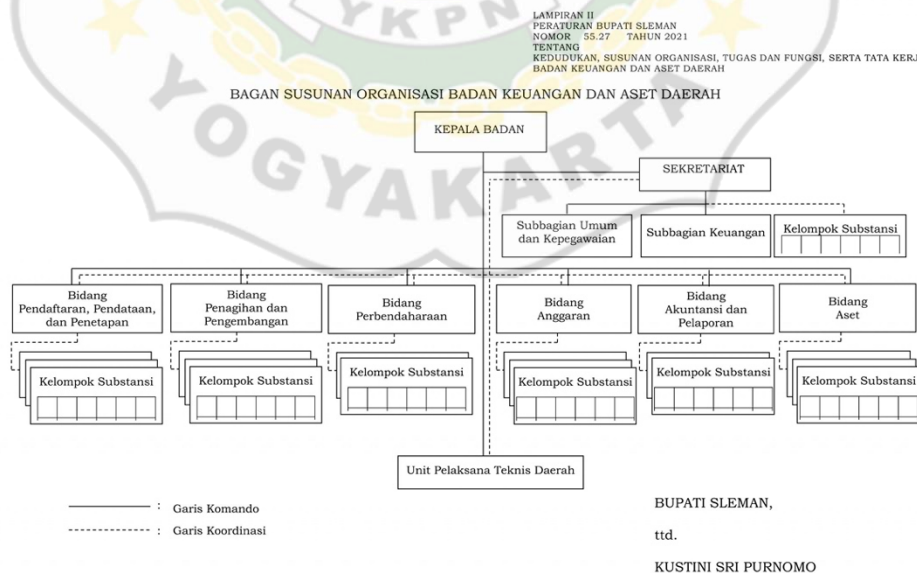 YKPN
YOGYAKARTA
LAMPIRAN II
PERATURAN BUPATI SLEMAN
NOMOR 55.27 TAHUN 2021
TENTANG
KEDUDUKAN, SUSUNAN ORGANISASI, TUGAS DAN FUNGSI, SERTA TATA KERJ
BADAN KEUANGAN DAN ASET DAERAH
BAGAN SUSUNAN ORGANISASI BADAN KEUANGAN DAN ASET DAERAH
KEPALA BADAN
SEKRETARIAT
Subbagian Umum
dan Kepegawaian
Subbagian Keuangan
Kelompok Substansi
Bidang
Pendaftaran, Pendataan,
dan Penetapan
Bidang
Penagihan dan
Pengembangan
Bidang
Perbendaharaan
Bidang
Anggaran
Bidang
Akuntansi dan
Pelaporan
Bidang
Aset
Kelompok Substansi
Kelompok Substansi
Kelompok Substansi
Kelompok Substansi
Kelompok Substansi
Kelompok Substansi
Unit Pelaksana Teknis Daerah
: Garis Komando
: Garis Koordinasi
BUPATI SLEMAN,
ttd.
KUSTINI SRI PURNOMO